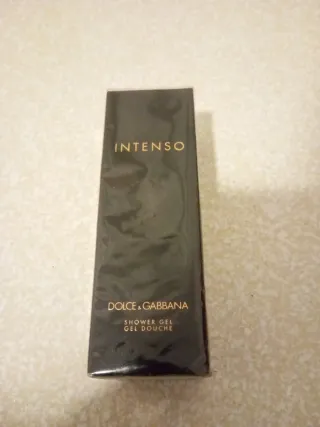 INTENSO
DOLCE & GABBANA
SHOWER GEL
GEL DOUCHE